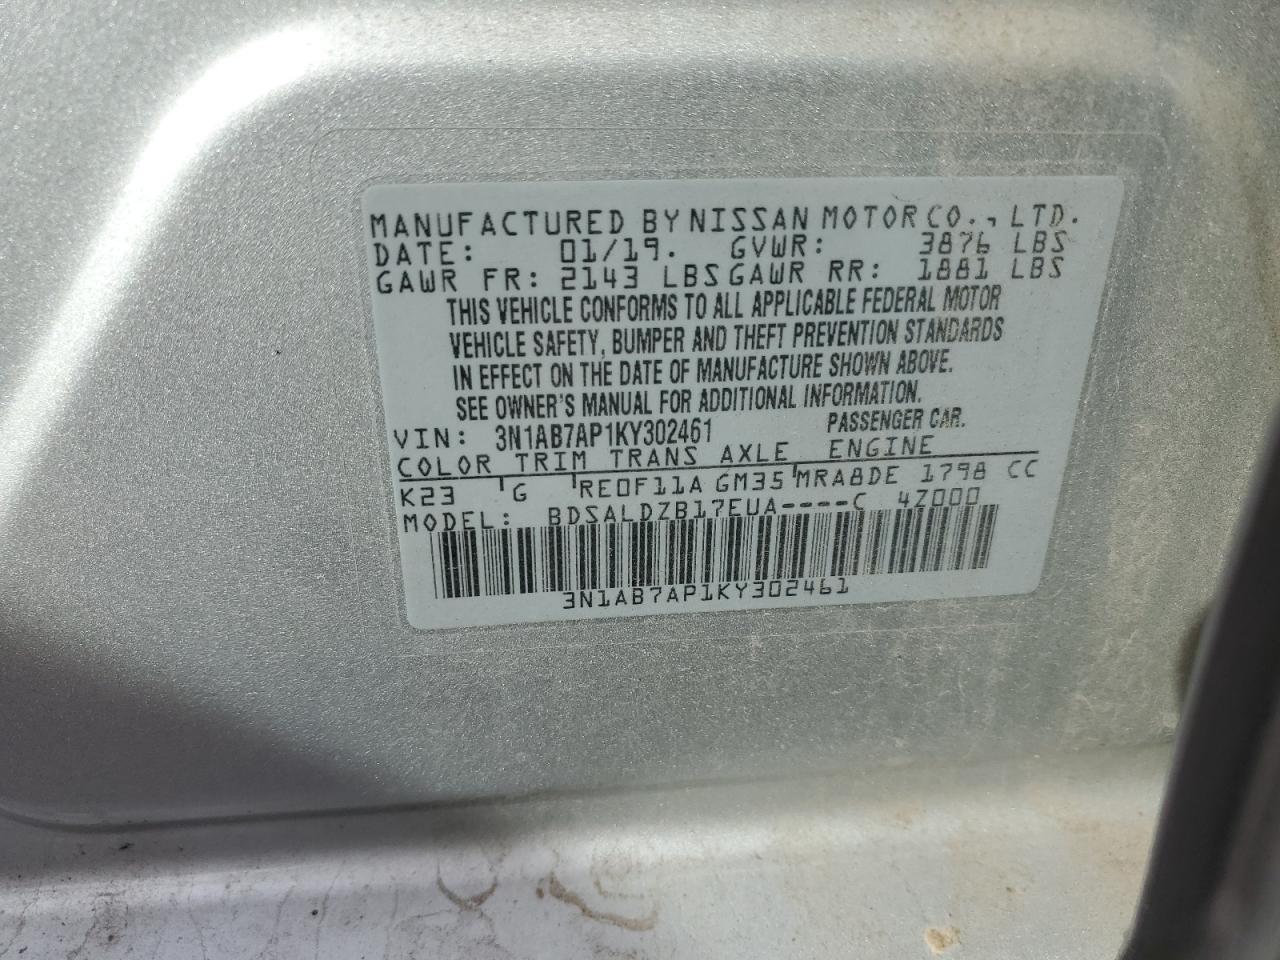 MANUFACTURED BY NISSAN MOTOR CO., LTD.
DATE: 01/19. GVWR: 3876 LBS
GAWR FR: 2143 LBS GAWR RR: 1881 LBS
THIS VEHICLE CONFORMS TO ALL APPLICABLE FEDERAL MOTOR
VEHICLE SAFETY, BUMPER AND THEFT PREVENTION STANDARDS
IN EFFECT ON THE DATE OF MANUFACTURE SHOWN ABOVE.
SEE OWNER'S MANUAL FOR ADDITIONAL INFORMATION.
VIN: 3N1AB7AP1KY302461 PASSENGER CAR.
COLOR TRIM TRANS AXLE ENGINE
K23 G RE0F11A GM35 MRA8DE 1798 CC
MODEL: BDSALDZB17EUA----C 4Z000
3N1AB7AP1KY302461